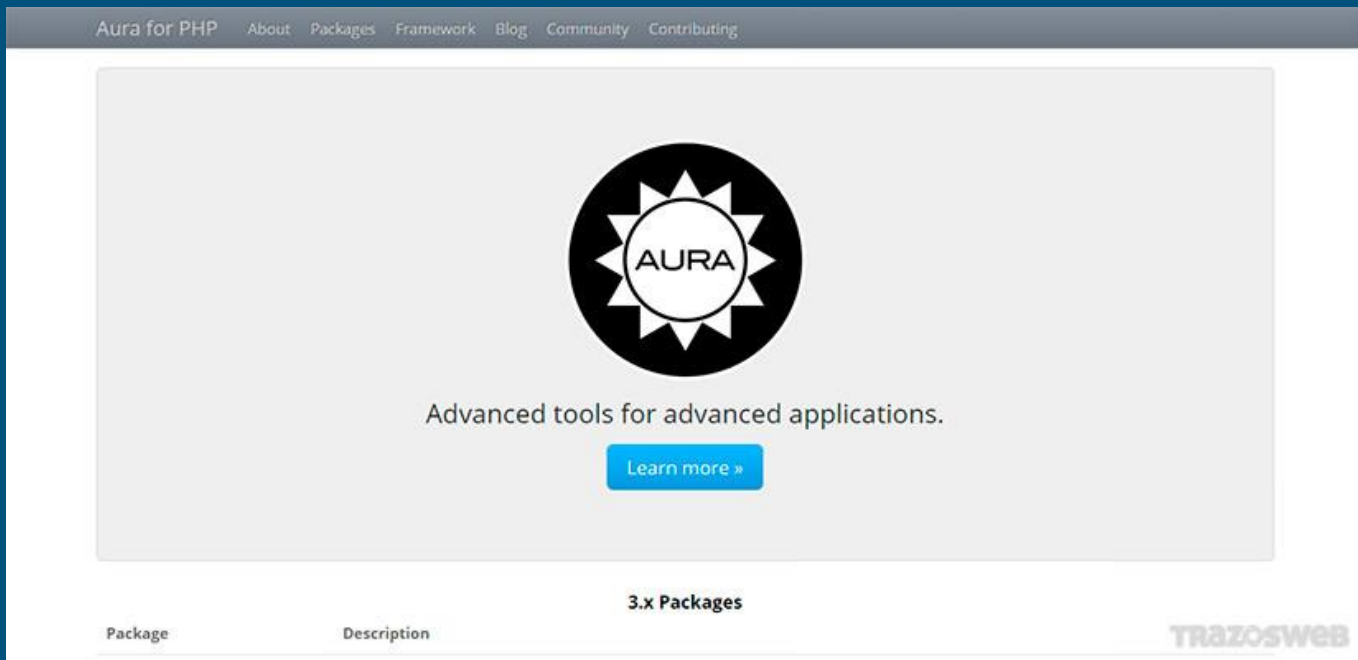 Aura for PHP About Packages Framework Blog Community Contributing
AURA
Advanced tools for advanced applications.
Learn more »
3.x Packages
Package Description
TRAZOSWEB